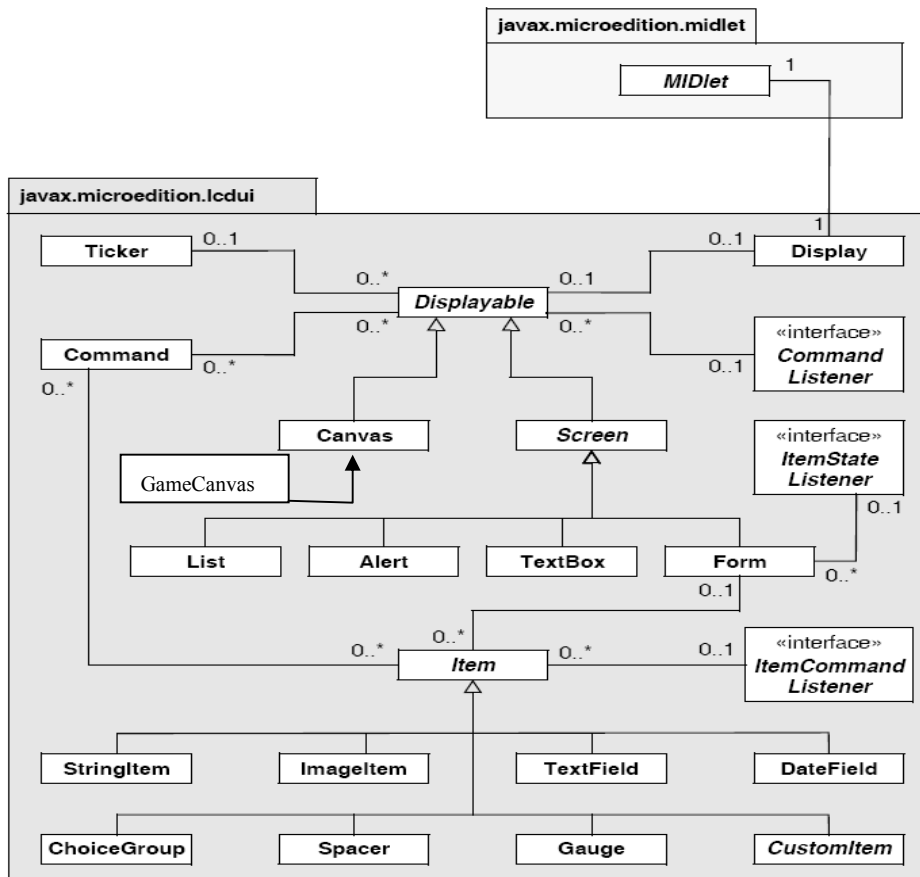 javax.microedition.midlet
MIDlet
1
javax.microedition.lcdui
1
Ticker
0..1
0..1
Display
0..*
0..1
Displayable
0..*
0..*
Command
0..*
0..*
0..1
«interface»
Command
Listener
Canvas
Screen
«interface»
ItemState
Listener
0..1
GameCanvas
List
Alert
TextBox
Form
0..*
0..1
0..*
0..*
Item
0..*
0..1
«interface»
ItemCommand
Listener
StringItem
ImageItem
TextField
DateField
ChoiceGroup
Spacer
Gauge
CustomItem